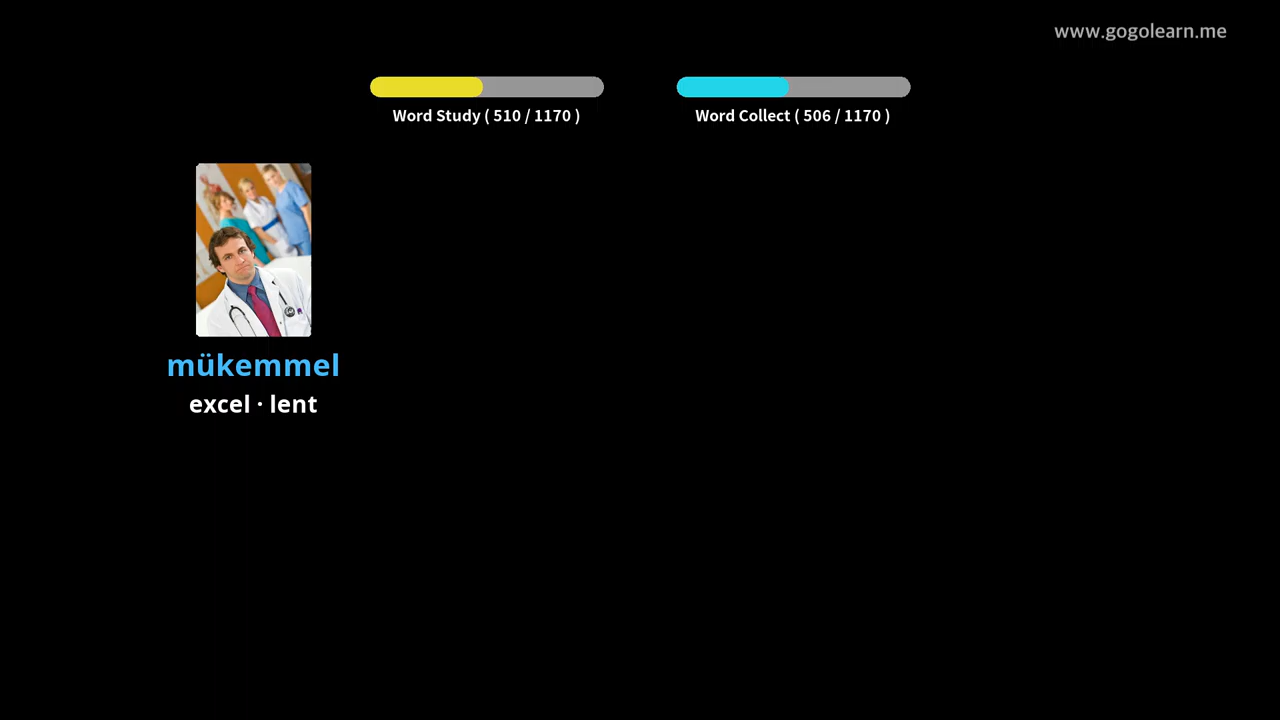 www.gogolearn.me
Word Study ( 510 / 1170 )
Word Collect ( 506 / 1170 )
mükemmel
excel · lent